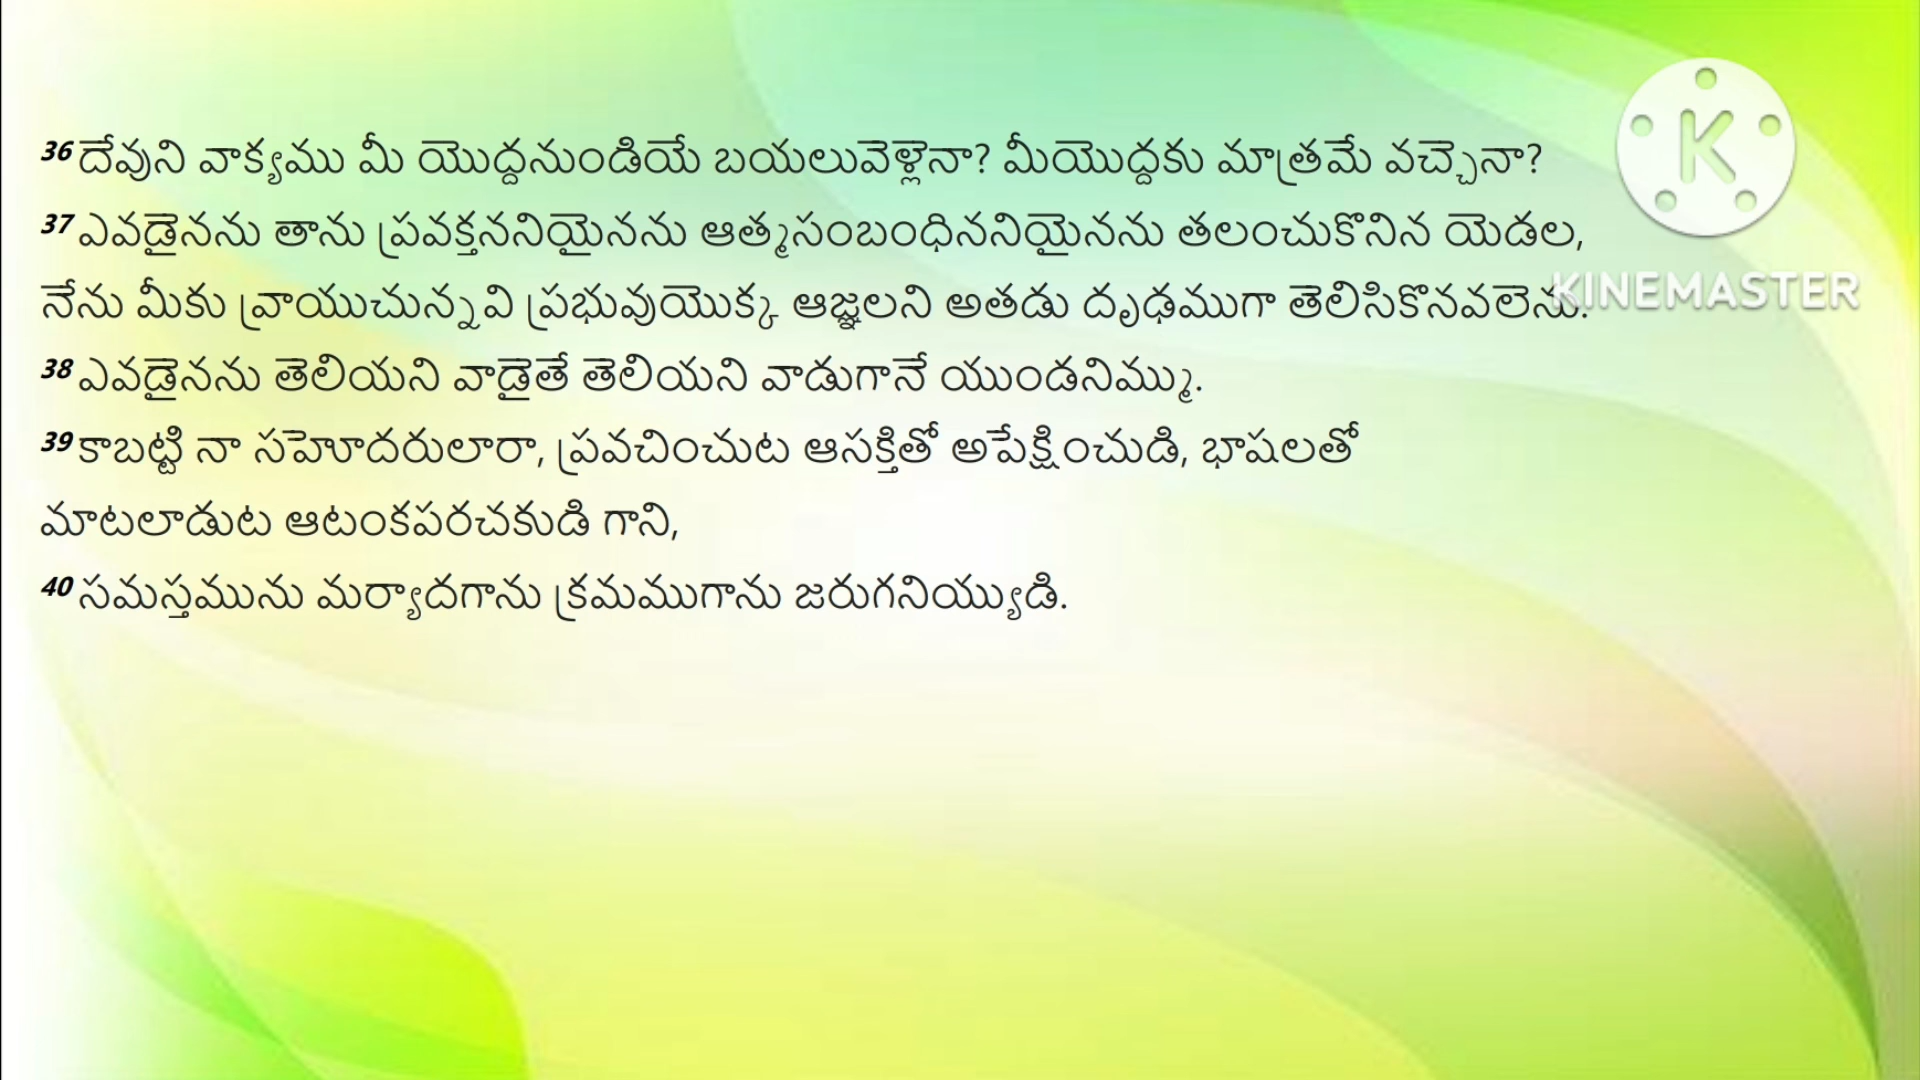 36 దేవుని వాక్యము మీ యొద్దనుండియే బయలువెళ్లెనా? మీయొద్దకు మాత్రమే వచ్చెనా?
37 ఎవడైనను తాను ప్రవక్తననియైనను ఆత్మసంబంధిననియైనను తలంచుకొనిన యెడల,
నేను మీకు వ్రాయుచున్నవి ప్రభువుయొక్క ఆజ్ఞలని అతడు దృఢముగా తెలిసికొనవలెను.
38 ఎవడైనను తెలియని వాడైతే తెలియని వాడుగానే యుండనిమ్ము.
39 కాబట్టి నా సహెూదరులారా, ప్రవచించుట ఆసక్తితో అపేక్షించుడి, భాషలతో
మాటలాడుట ఆటంకపరచకుడి గాని,
40 సమస్తమును మర్యాదగాను క్రమముగాను జరుగనియ్యుడి.
K
KINEMASTER